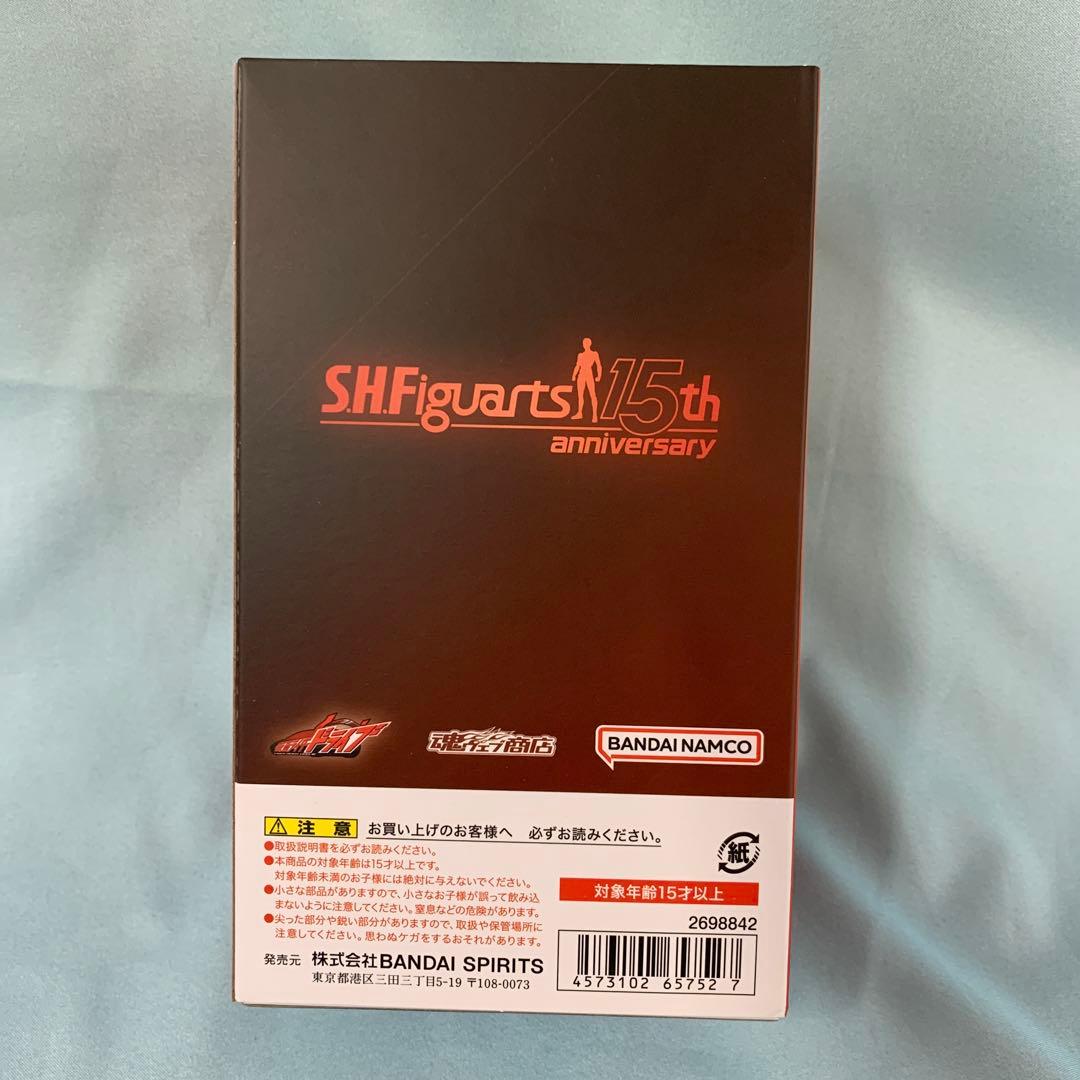 S.H.Figuarts 15th
anniversary
ドライブ
魂ウェブ商店
BANDAI NAMCO
注意 お買い上げのお客様へ 必ずお読みください。
●取扱説明書を必ずお読みください。
●本商品の対象年齢は15才以上です。
対象年齢未満のお子様には絶対に与えないでください。
●小さな部品がありますので、小さなお子様が誤って飲み込
まないように注意してください。窒息などの危険があります。
●尖った部分や鋭い部分がありますので、取扱や保管場所に
注意してください。思わぬケガをするおそれがあります。
紙
対象年齢15才以上
2698842
発売元 株式会社BANDAI SPIRITS
東京都港区三田三丁目5-19 〒108-0073
4573102 65752 7